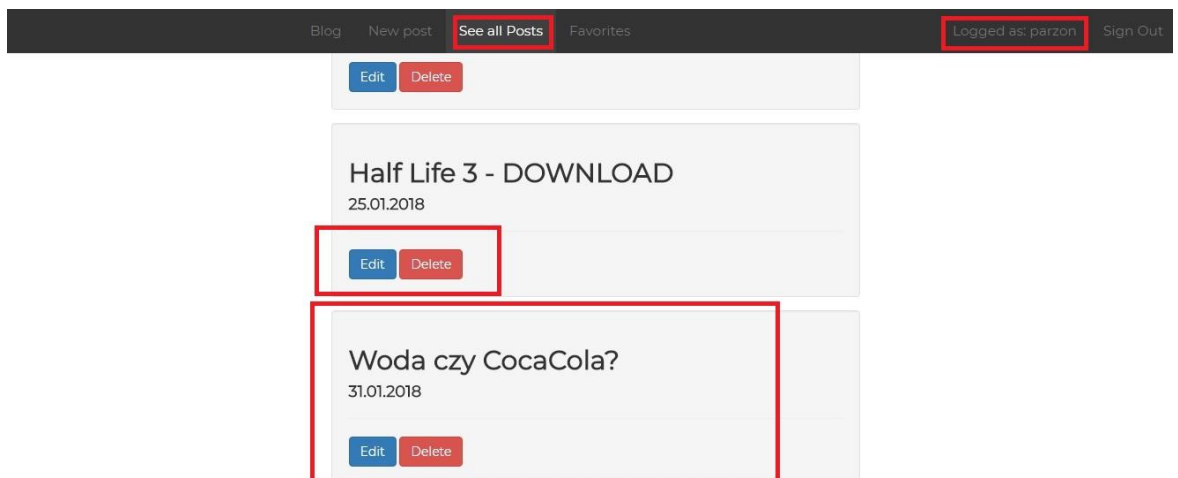 Blog New post See all Posts Favorites Logged as: parzon Sign Out
Edit Delete
Half Life 3 - DOWNLOAD
25.01.2018
Edit Delete
Woda czy CocaCola?
31.01.2018
Edit Delete